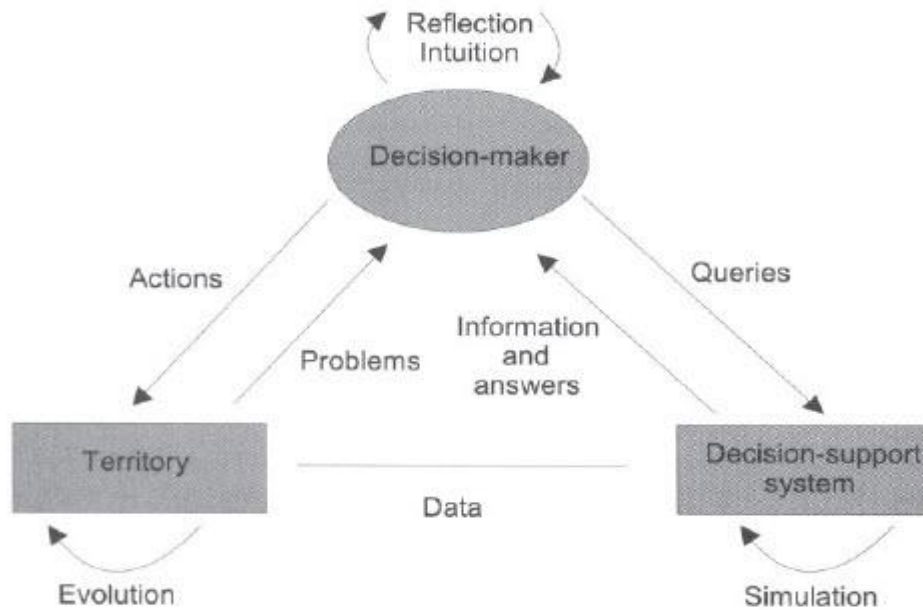 Reflection
Intuition
Decision-maker
Actions
Queries
Information
and
answers
Problems
Territory
Decision-support
system
Data
Evolution
Simulation